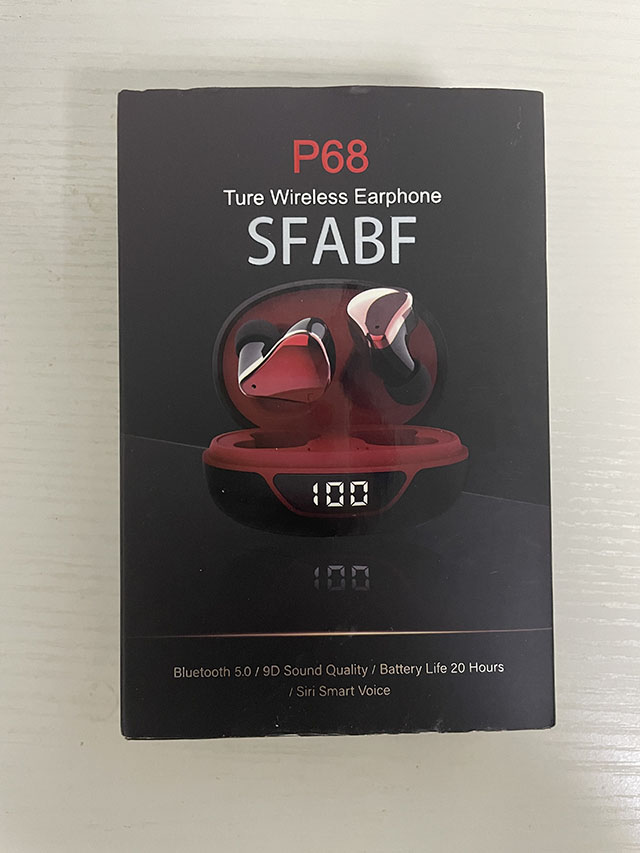 P68
Ture Wireless Earphone
SFABF
100
100
Bluetooth 5.0 / 9D Sound Quality / Battery Life 20 Hours
/ Siri Smart Voice